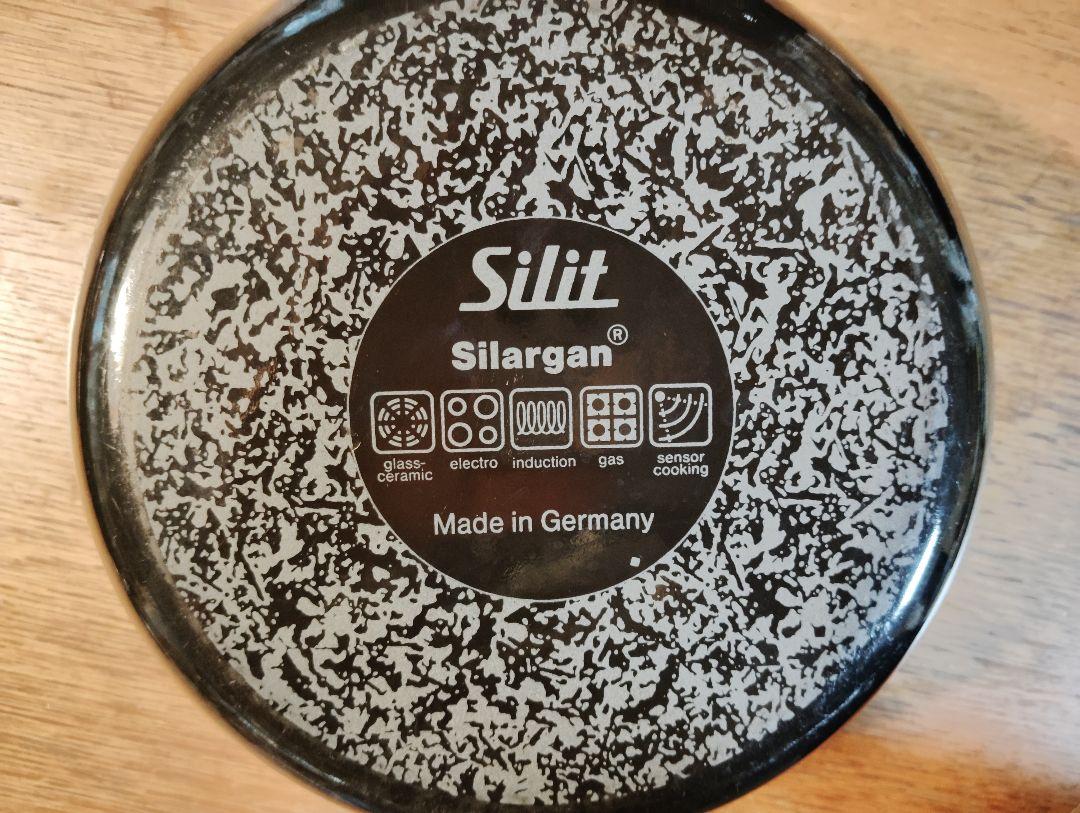 Silit
Silargan®
glass-
ceramic
electro
induction
gas
sensor
cooking
Made in Germany